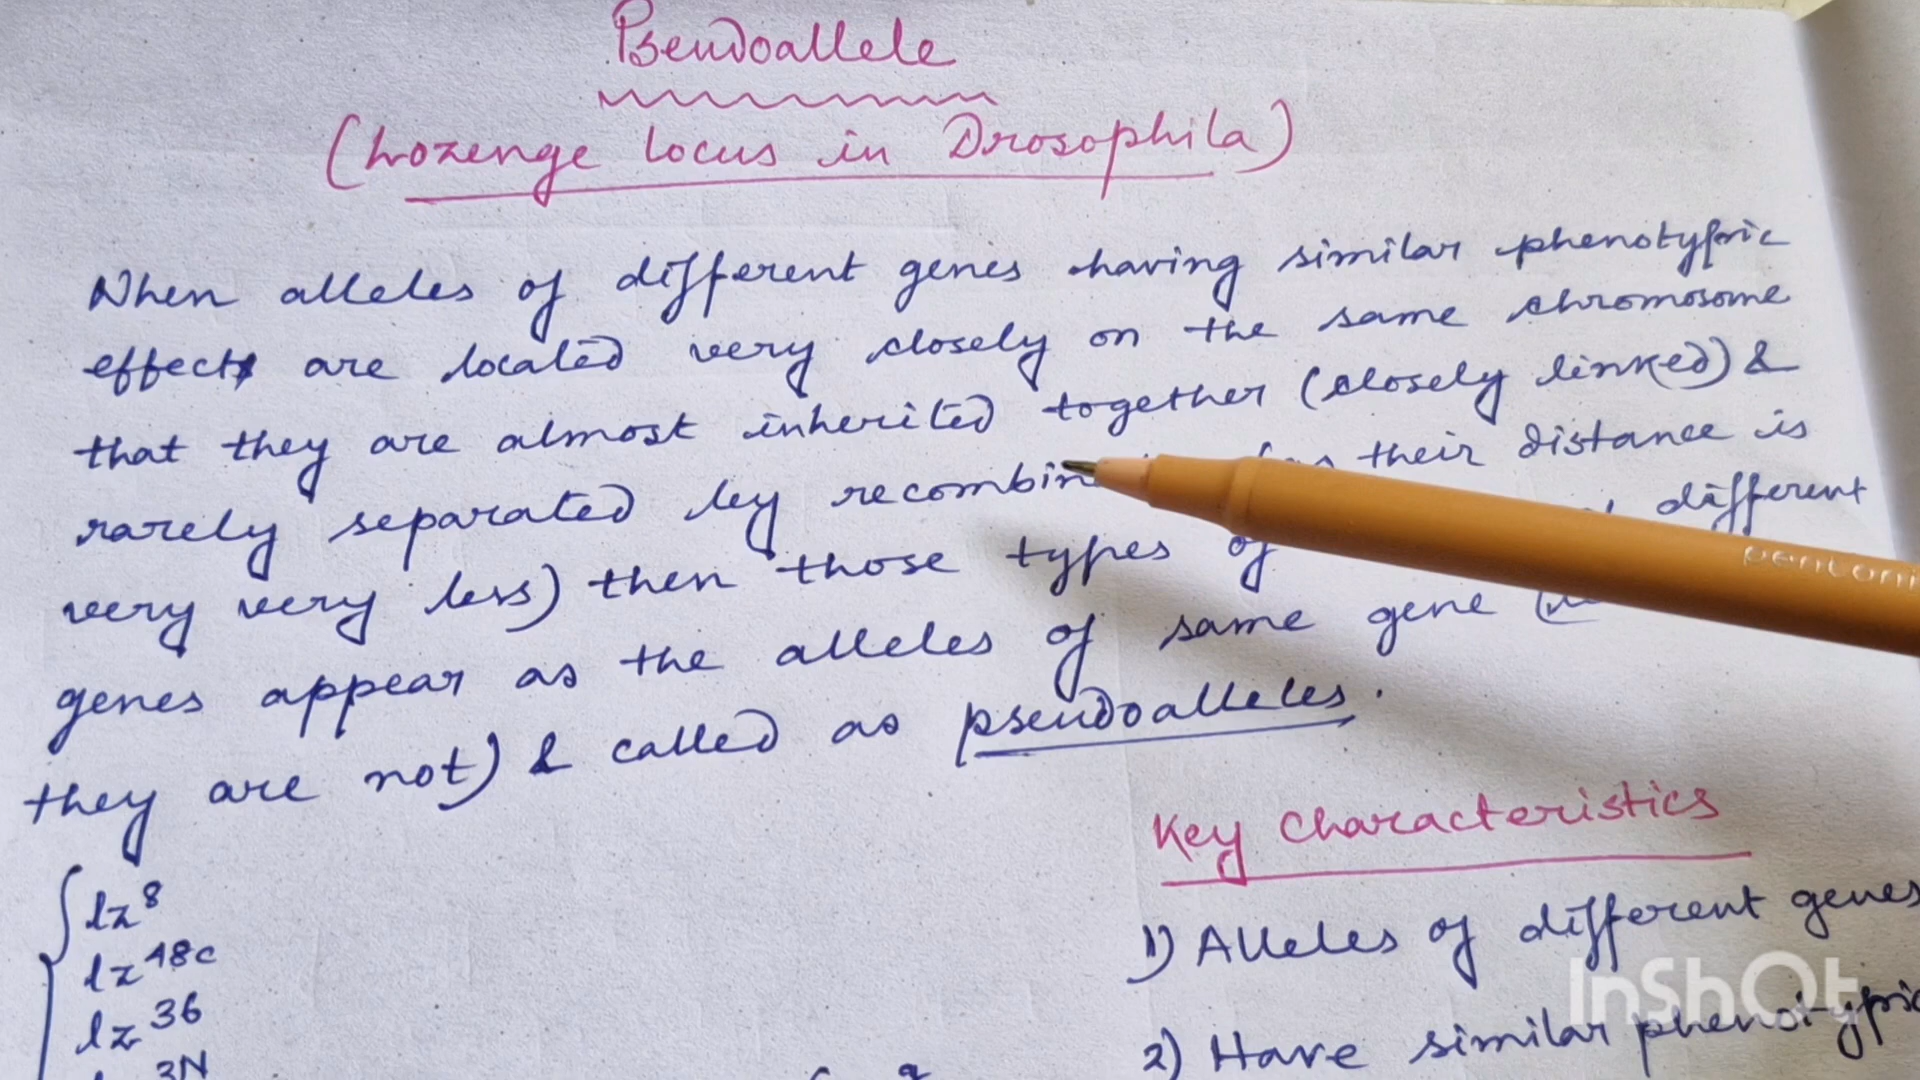 Pseudoallele
(Lozenge locus in Drosophila)
When alleles of different genes having similar phenotypic
effects are located very closely on the same chromosome
that they are almost inherited together (closely linked) &
rarely separated by their distance is
very very less) then those types of different
genes appear as the alleles of same gene
they are not) & called as pseudoalleles.
Key Characteristics
1) Alleles of different genes
2) Have similar phenotypic
lz8
lz48c
lz36
3N
InShOt
pentoni